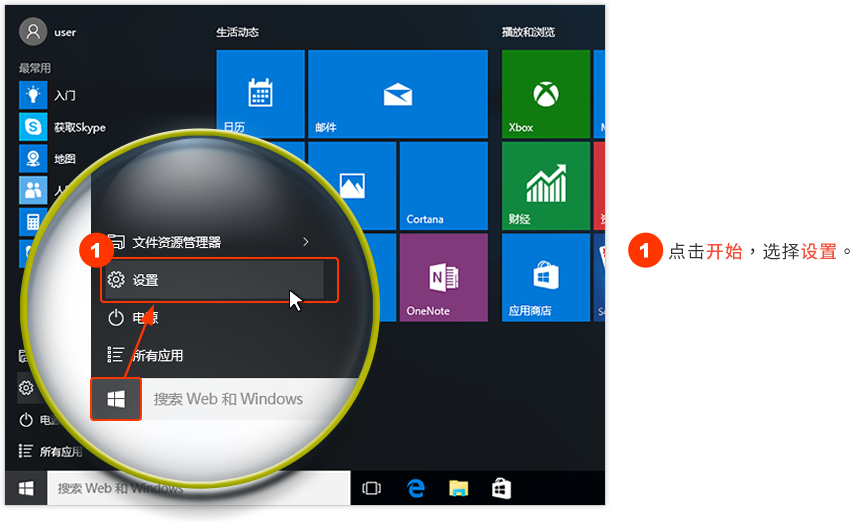 user
生活动态
播放和浏览
最常用
入门
获取Skype
地图
日历
邮件
Xbox
Cortana
财经
OneNote
应用商店
1
文件资源管理器
设置
电源
所有应用
搜索 Web 和 Windows
电源
所有应用
搜索 Web 和 Windows
1 点击开始，选择设置。